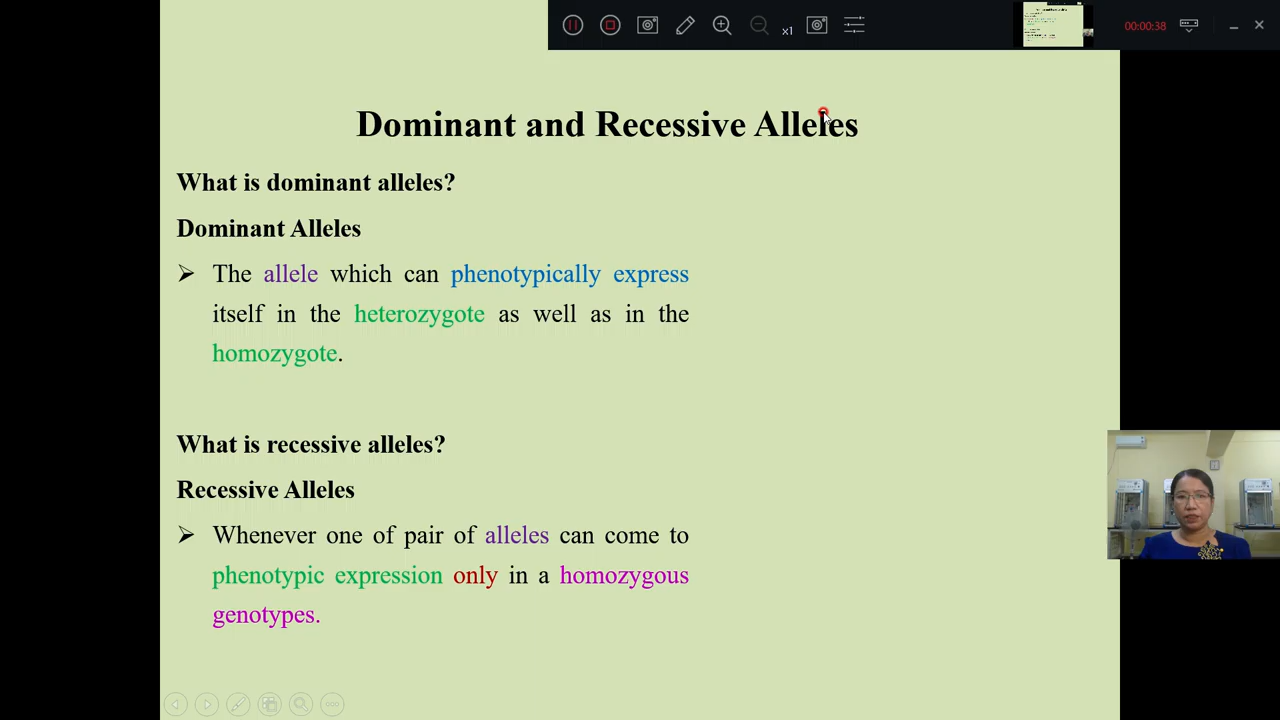 x1
00:00:38
Dominant and Recessive Alleles
What is dominant alleles?
Dominant Alleles
➢ The allele which can phenotypically express
itself in the heterozygote as well as in the
homozygote.
What is recessive alleles?
Recessive Alleles
➢ Whenever one of pair of alleles can come to
phenotypic expression only in a homozygous
genotypes.